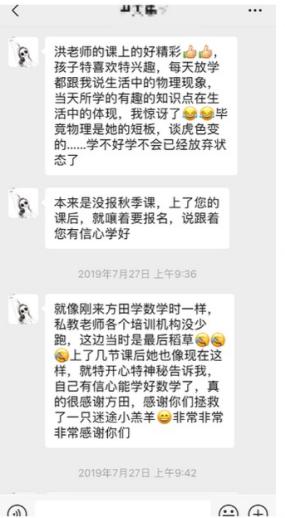 洪老师的课上的好精彩👍👍,
孩子特喜欢特兴趣，每天放学
都跟我说生活中的物理现象，
当天所学的有趣的知识点在生
活中的体现，我惊讶了😂😂毕
竟物理是她的短板，谈虎色变
的......学不好学不会已经放弃状
态了
本来是没报秋季课，上了您的
课后，就嚷着要报名，说跟着
您有信心学好
2019年7月27日 上午9:36
就像刚来方田学数学时一样，
私教老师各个培训机构没少
跑，这边当时是最后稻草😪😪
😪上了几节课后她也像现在这
样，就特开心特神秘告诉我，
自己有信心能学好数学了，真
的很感谢方田，感谢你们拯救
了一只迷途小羔羊😄非常非常
非常感谢你们
2019年7月27日 上午9:42